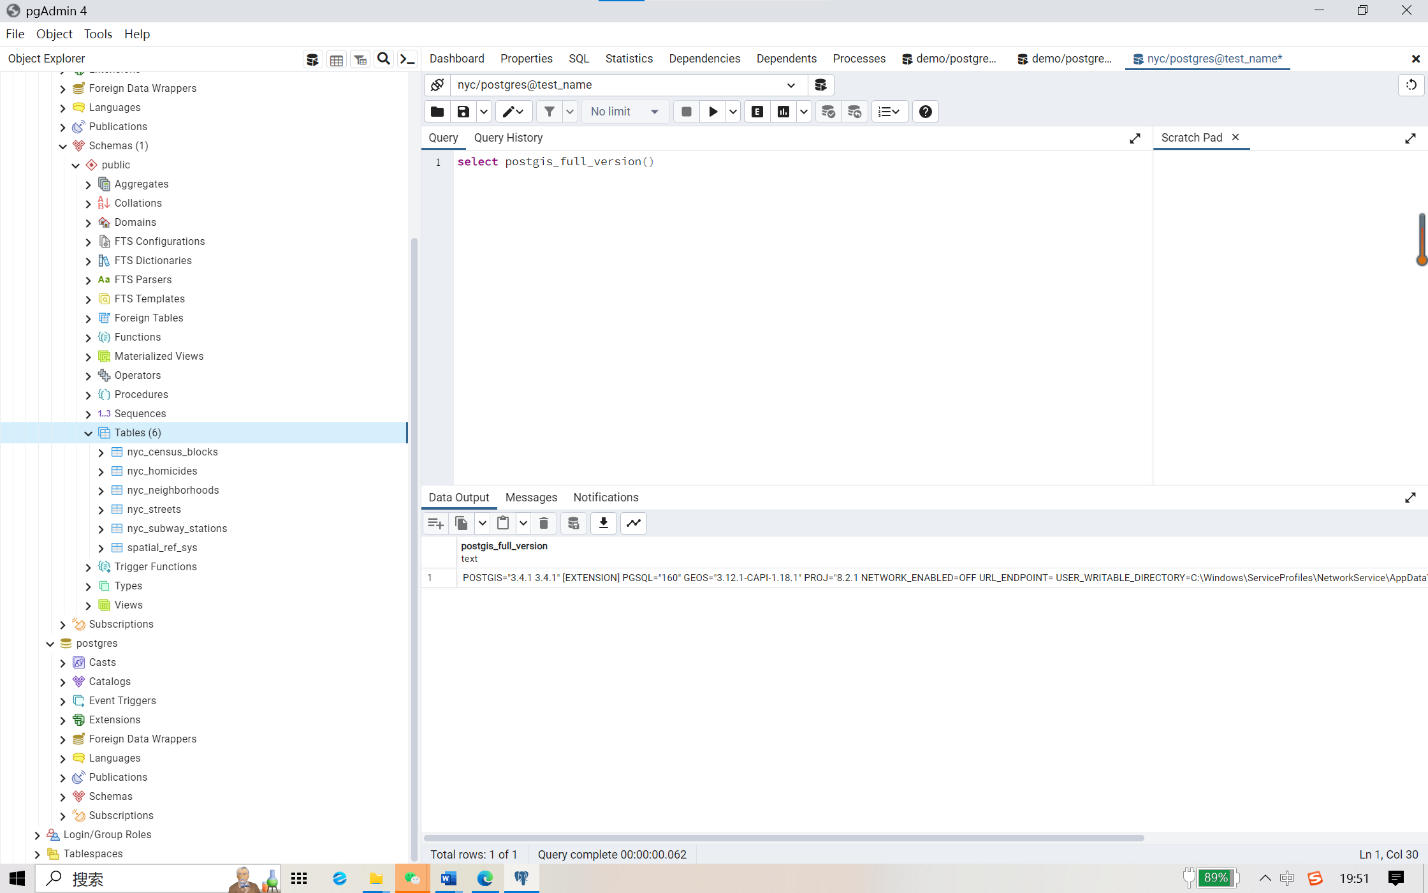 pgAdmin 4
File Object Tools Help
Object Explorer
Dashboard Properties SQL Statistics Dependencies Dependents Processes demo/postgre... demo/postgre... nyc/postgres@test_name*
Extensions
Foreign Data Wrappers
Languages
Publications
Schemas (1)
public
Aggregates
Collations
Domains
FTS Configurations
FTS Dictionaries
Aa FTS Parsers
FTS Templates
Foreign Tables
Functions
Materialized Views
Operators
Procedures
1..3 Sequences
Tables (6)
nyc_census_blocks
nyc_homicides
nyc_neighborhoods
nyc_streets
nyc_subway_stations
spatial_ref_sys
Trigger Functions
Types
Views
Subscriptions
postgres
Casts
Catalogs
Event Triggers
Extensions
Foreign Data Wrappers
Languages
Publications
Schemas
Subscriptions
Login/Group Roles
Tablespaces
nyc/postgres@test_name
No limit
E
Query Query History
Scratch Pad
1 select postgis_full_version()
Data Output Messages Notifications
postgis_full_version
text
1 POSTGIS="3.4.1 3.4.1" [EXTENSION] PGSQL="160" GEOS="3.12.1-CAPI-1.18.1" PROJ="8.2.1 NETWORK_ENABLED=OFF URL_ENDPOINT= USER_WRITABLE_DIRECTORY=C:\Windows\ServiceProfiles\NetworkService\AppData
Total rows: 1 of 1 Query complete 00:00:00.062
Ln 1, Col 30
搜索
89%
中
19:51